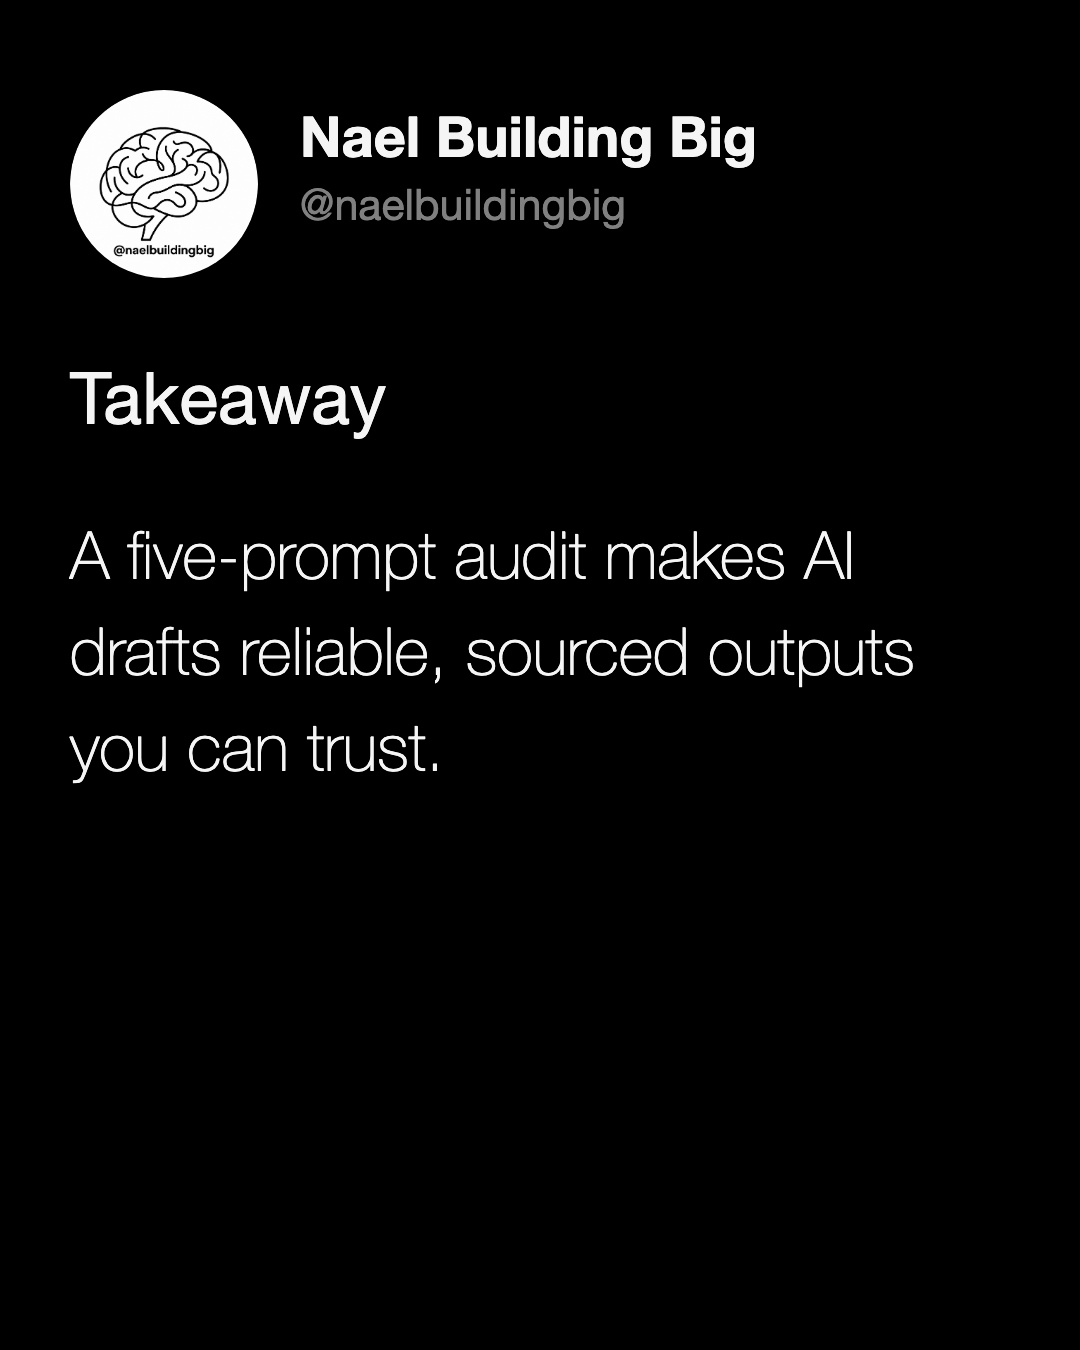 @naelbuildingbig
Nael Building Big
@naelbuildingbig
Takeaway
A five-prompt audit makes AI
drafts reliable, sourced outputs
you can trust.